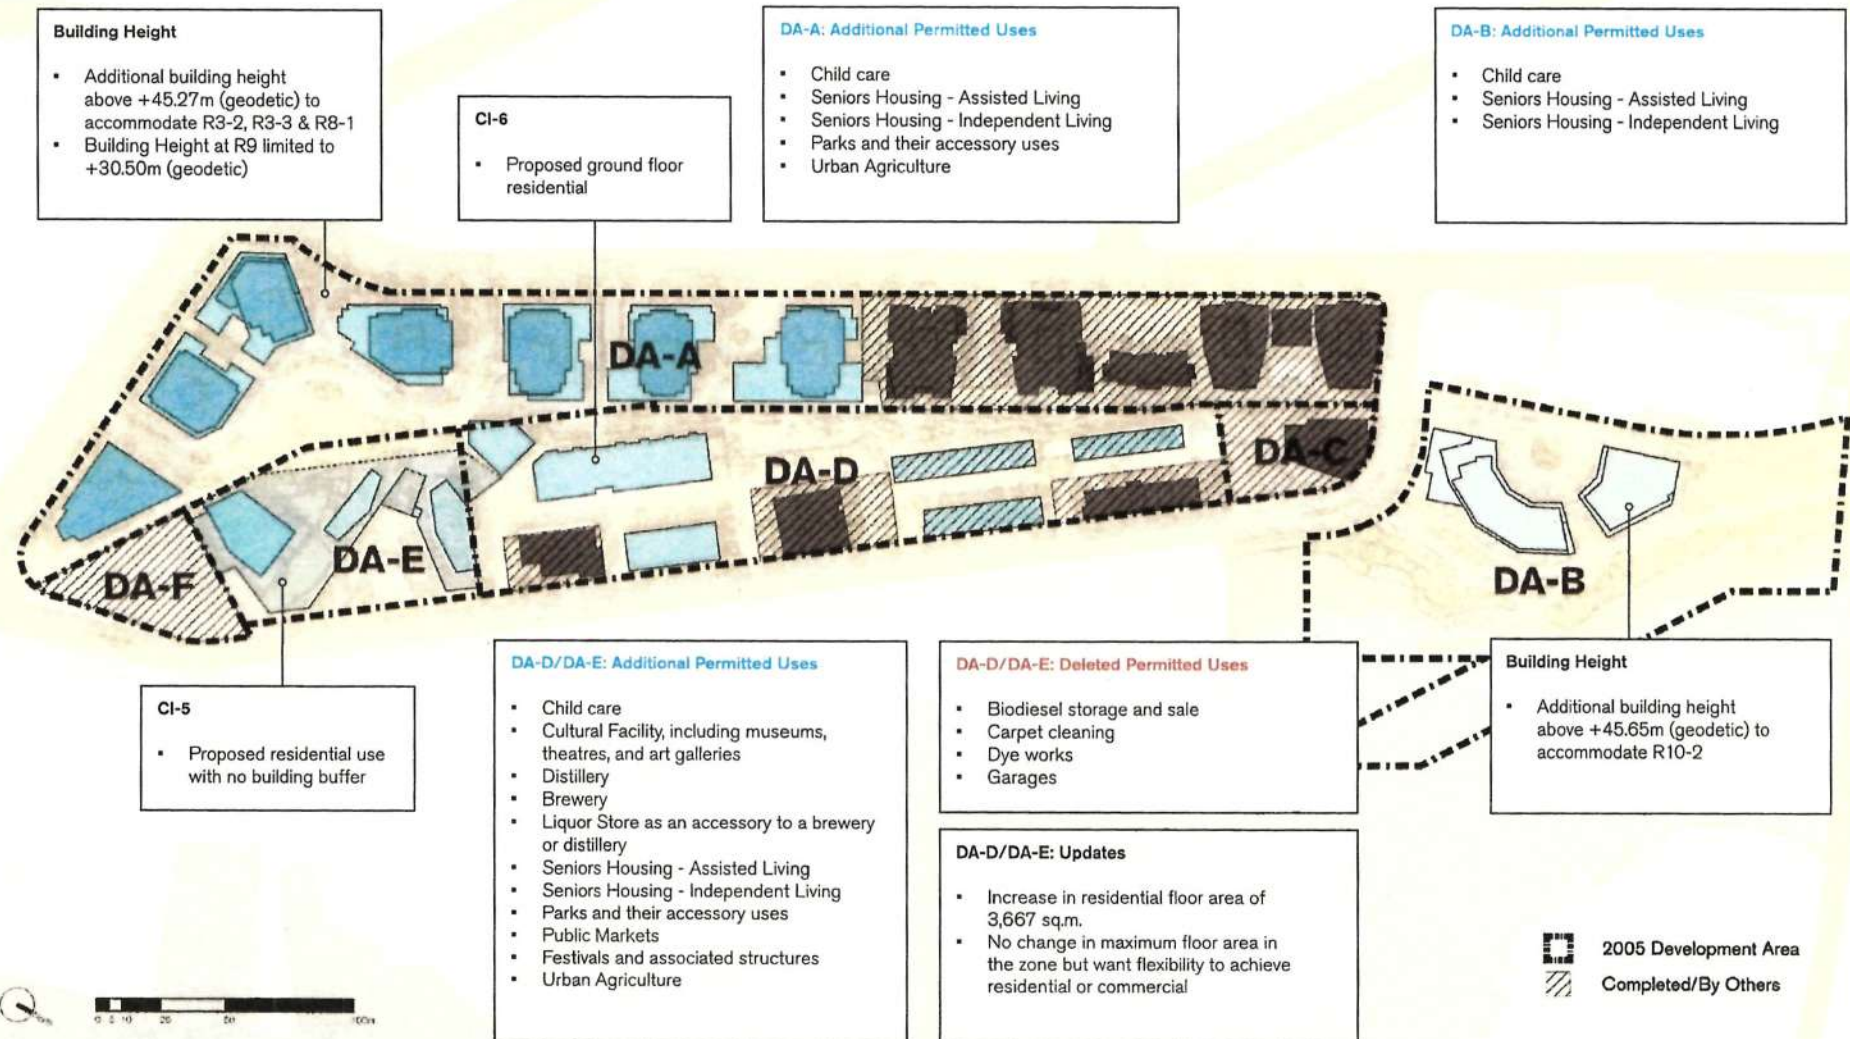 Building Height
▪ Additional building height
above +45.27m (geodetic) to
accommodate R3-2, R3-3 & R8-1
▪ Building Height at R9 limited to
+30.50m (geodetic)
CI-6
▪ Proposed ground floor
residential
DA-A: Additional Permitted Uses
▪ Child care
▪ Seniors Housing - Assisted Living
▪ Seniors Housing - Independent Living
▪ Parks and their accessory uses
▪ Urban Agriculture
DA-B: Additional Permitted Uses
▪ Child care
▪ Seniors Housing - Assisted Living
▪ Seniors Housing - Independent Living
DA-A
DA-D
DA-C
DA-E
DA-F
DA-B
CI-5
▪ Proposed residential use
with no building buffer
DA-D/DA-E: Additional Permitted Uses
▪ Child care
▪ Cultural Facility, including museums,
theatres, and art galleries
▪ Distillery
▪ Brewery
▪ Liquor Store as an accessory to a brewery
or distillery
▪ Seniors Housing - Assisted Living
▪ Seniors Housing - Independent Living
▪ Parks and their accessory uses
▪ Public Markets
▪ Festivals and associated structures
▪ Urban Agriculture
DA-D/DA-E: Deleted Permitted Uses
▪ Biodiesel storage and sale
▪ Carpet cleaning
▪ Dye works
▪ Garages
DA-D/DA-E: Updates
▪ Increase in residential floor area of
3,667 sq.m.
▪ No change in maximum floor area in
the zone but want flexibility to achieve
residential or commercial
Building Height
▪ Additional building height
above +45.65m (geodetic) to
accommodate R10-2
2005 Development Area
Completed/By Others
0 5 10 25 50 100m